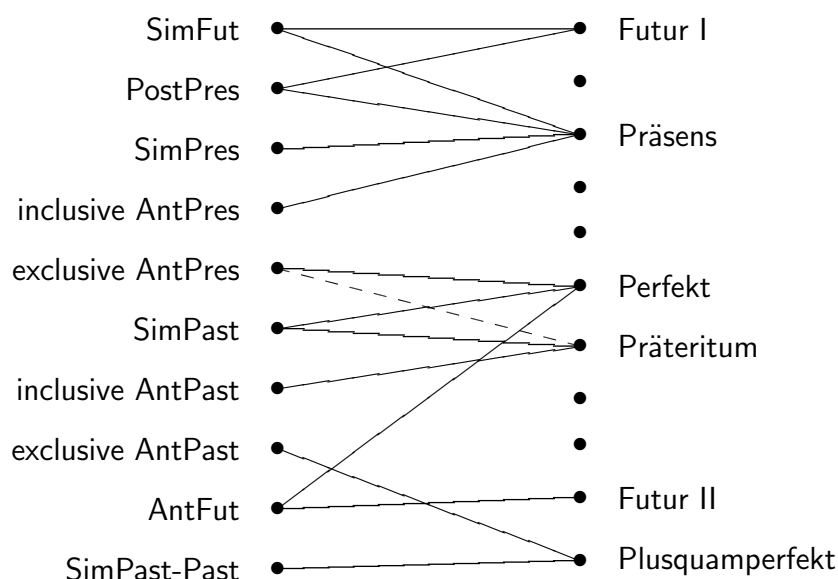 SimFut
Futur I
PostPres
SimPres
Präsens
inclusive AntPres
exclusive AntPres
Perfekt
SimPast
Präteritum
inclusive AntPast
exclusive AntPast
AntFut
Futur II
SimPast-Past
Plusquamperfekt